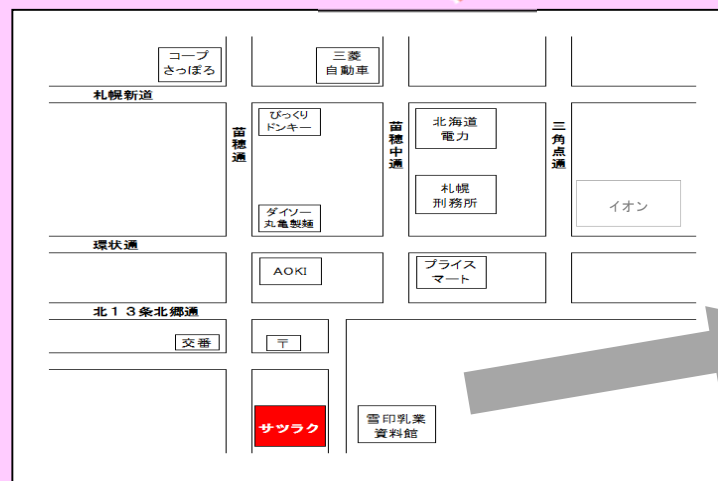 コープ
さっぽろ
三菱
自動車
札幌新道
びっくり
ドンキー
苗穂通
苗穂中通
北海道
電力
三角点通
札幌
刑務所
イオン
ダイソー
丸亀製麺
環状通
AOKI
プライス
マート
北１３条北郷通
交番
〒
サツラク
雪印乳業
資料館